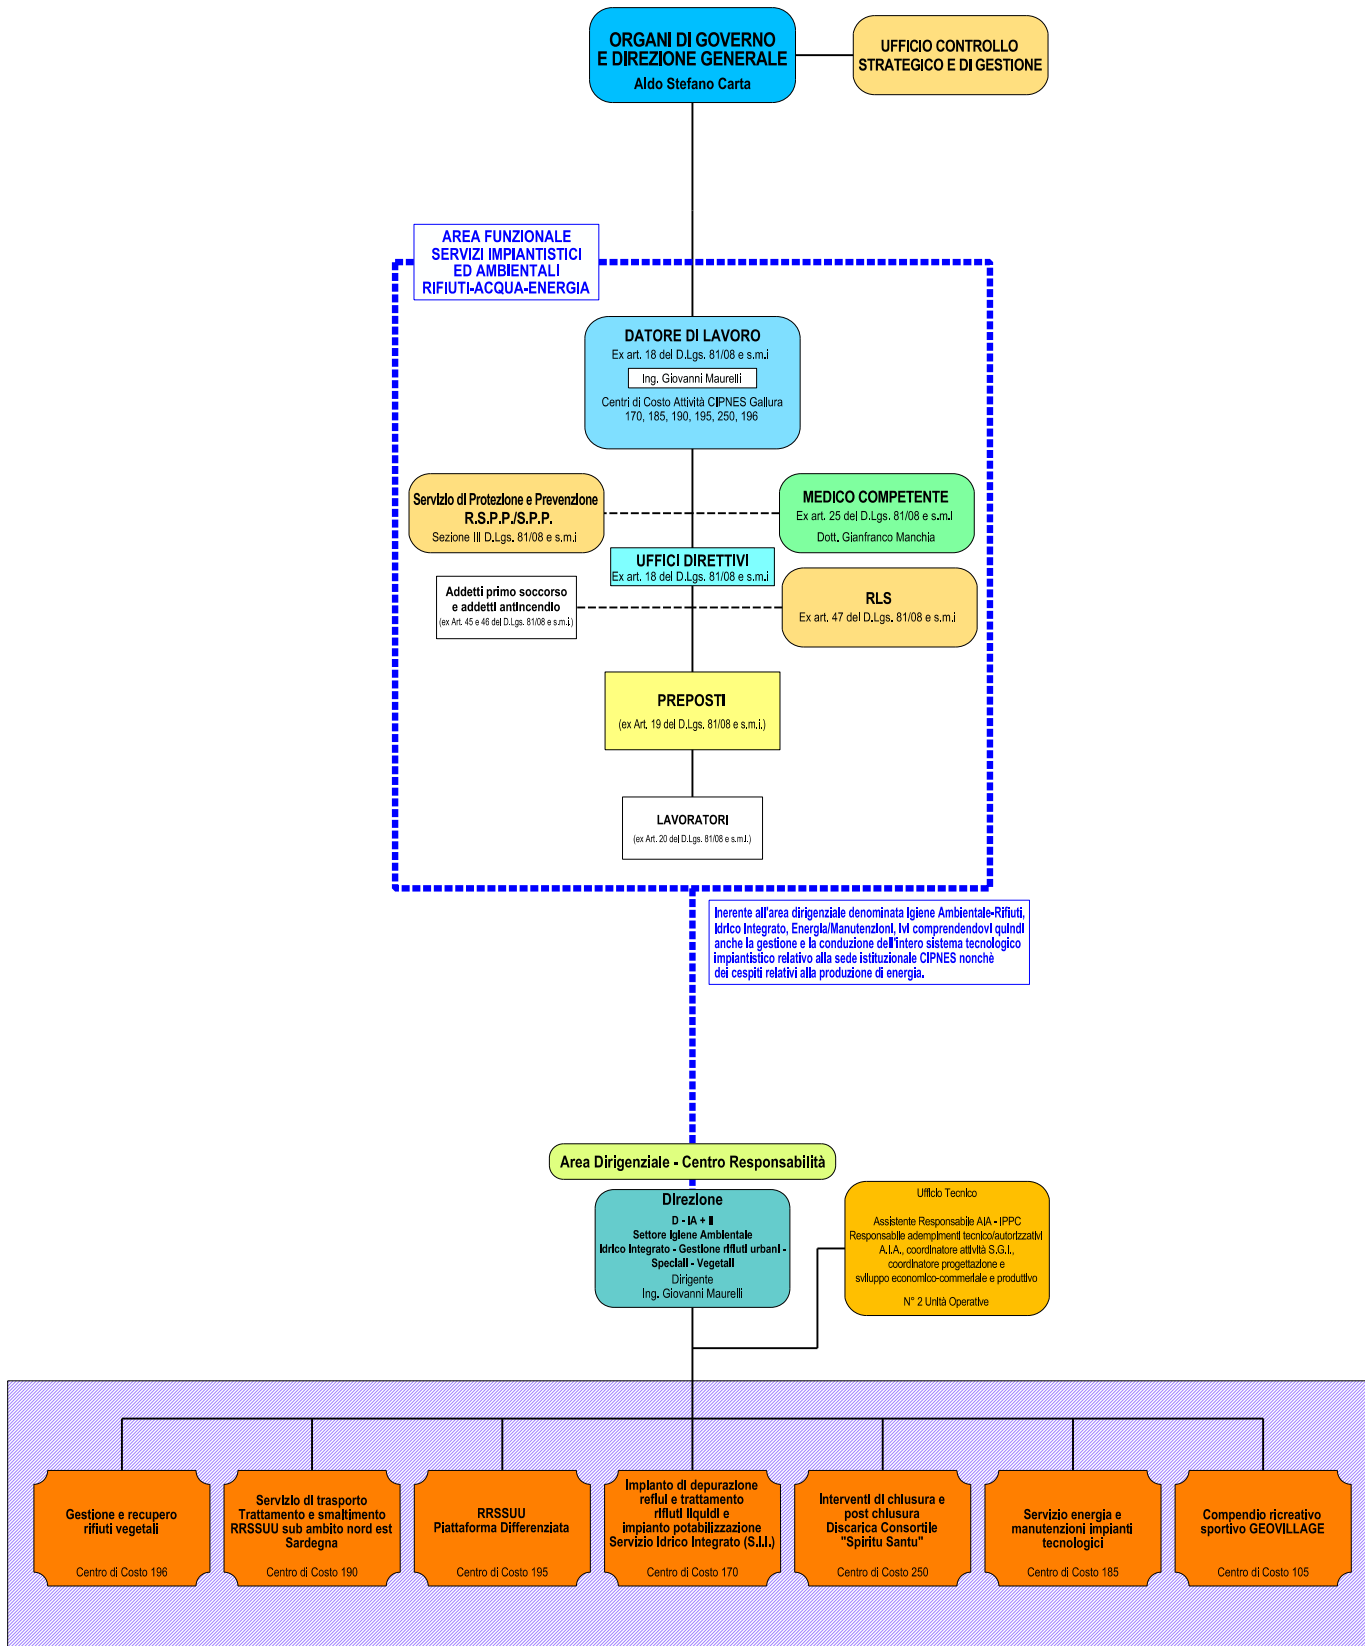 ORGANI DI GOVERNO
E DIREZIONE GENERALE
Aldo Stefano Carta
UFFICIO CONTROLLO
STRATEGICO E DI GESTIONE
AREA FUNZIONALE
SERVIZI IMPIANTISTICI
ED AMBIENTALI
RIFIUTI-ACQUA-ENERGIA
DATORE DI LAVORO
Ex art. 18 del D.Lgs. 81/08 e s.m.i
Ing. Giovanni Maurelli
Centri di Costo Attività CIPNES Gallura
170, 185, 190, 195, 250, 196
Servizio di Protezione e Prevenzione
R.S.P.P./S.P.P.
Sezione III D.Lgs. 81/08 e s.m.i
MEDICO COMPETENTE
Ex art. 25 del D.Lgs. 81/08 e s.m.i
Dott. Gianfranco Manchia
UFFICI DIRETTIVI
Ex art. 18 del D.Lgs. 81/08 e s.m.i
Addetti primo soccorso
e addetti antincendio
(ex Art. 45 e 46 del D.Lgs. 81/08 e s.m.i.)
RLS
Ex art. 47 del D.Lgs. 81/08 e s.m.i
PREPOSTI
(ex Art. 19 del D.Lgs. 81/08 e s.m.i.)
LAVORATORI
(ex Art. 20 del D.Lgs. 81/08 e s.m.i.)
Inerente all'area dirigenziale denominata Igiene Ambientale-Rifiuti,
Idrico Integrato, Energia/Manutenzioni, ivi comprendendovi quindi
anche la gestione e la conduzione dell'intero sistema tecnologico
impiantistico relativo alla sede istituzionale CIPNES nonchè
dei cespiti relativi alla produzione di energia.
Area Dirigenziale - Centro Responsabilità
Direzione
D - IA + II
Settore Igiene Ambientale
Idrico Integrato - Gestione rifiuti urbani -
Speciali - Vegetali
Dirigente
Ing. Giovanni Maurelli
Ufficio Tecnico
Assistente Responsabile AIA - IPPC
Responsabile adempimenti tecnico/autorizzativi
A.I.A., coordinatore attività S.G.I.,
coordinatore progettazione e
sviluppo economico-commeriale e produttivo
N° 2 Unità Operative
Gestione e recupero
rifiuti vegetali
Centro di Costo 196
Servizio di trasporto
Trattamento e smaltimento
RRSSUU sub ambito nord est
Sardegna
Centro di Costo 190
RRSSUU
Piattaforma Differenziata
Centro di Costo 195
Impianto di depurazione
reflui e trattamento
rifiuti liquidi e
impianto potabilizzazione
Servizio Idrico Integrato (S.I.I.)
Centro di Costo 170
Interventi di chiusura e
post chiusura
Discarica Consortile
"Spiritu Santu"
Centro di Costo 250
Servizio energia e
manutenzioni impianti
tecnologici
Centro di Costo 185
Compendio ricreativo
sportivo GEOVILLAGE
Centro di Costo 105